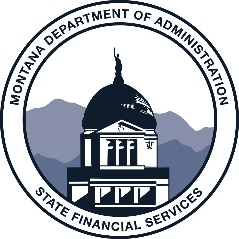 MONTANA DEPARTMENT OF ADMINISTRATION
STATE FINANCIAL SERVICES